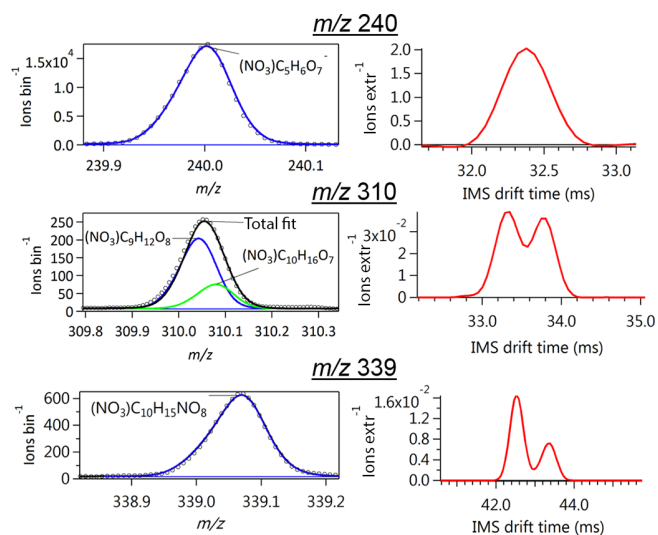 m/z 240
Ions bin-1
1.5x10^4
1.0
0.5
0.0
(NO3)C5H6O7-
239.9 240.0 240.1
m/z
Ions extr-1
2.0
1.5
1.0
0.5
0.0
32.0 32.5 33.0
IMS drift time (ms)
m/z 310
Ions bin-1
250
200
150
100
50
0
Total fit
(NO3)C9H12O8
(NO3)C10H16O7
309.8 309.9 310.0 310.1 310.2 310.3
m/z
Ions extr-1
3x10^-2
2
1
0
33.0 34.0 35.0
IMS drift time (ms)
m/z 339
Ions bin-1
600
400
200
0
(NO3)C10H15NO8
338.9 339.0 339.1 339.2
m/z
Ions extr-1
1.6x10^-2
0.8
0.0
42.0 44.0
IMS drift time (ms)